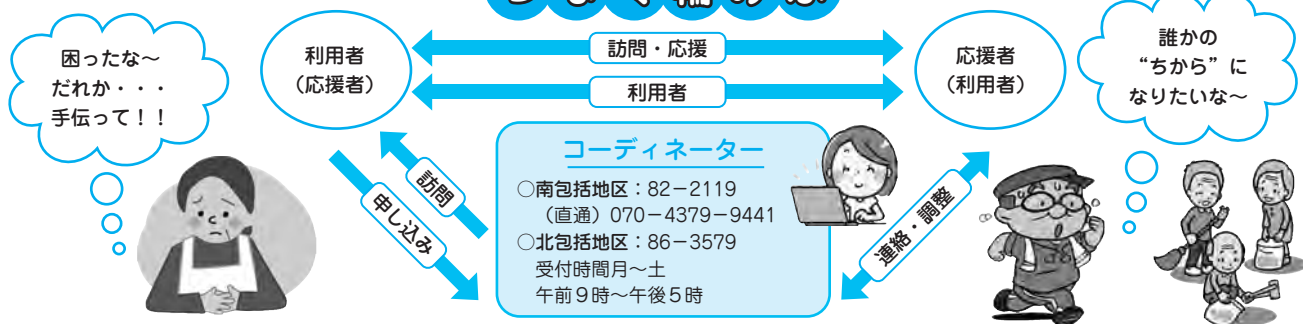 困ったな～
だれか・・・
手伝って！！
利用者
（応援者）
訪問・応援
利用者
応援者
（利用者）
誰かの
“ちから”に
なりたいな～
訪問
申し込み
コーディネーター
○南包括地区：82－2119
（直通）070－4379－9441
○北包括地区：86－3579
受付時間月～土
午前９時～午後５時
連絡・調整